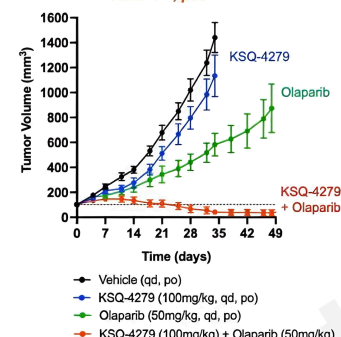 1600
1400
1200
1000
800
600
400
200
0
Tumor Volume (mm³)
KSQ-4279
Olaparib
KSQ-4279
+ Olaparib
0 7 14 21 28 35 42 49
Time (days)
Vehicle (qd, po)
KSQ-4279 (100mg/kg, qd, po)
Olaparib (50mg/kg, qd, po)
KSQ-4279 (100mg/kg) + Olaparib (50mg/kg)